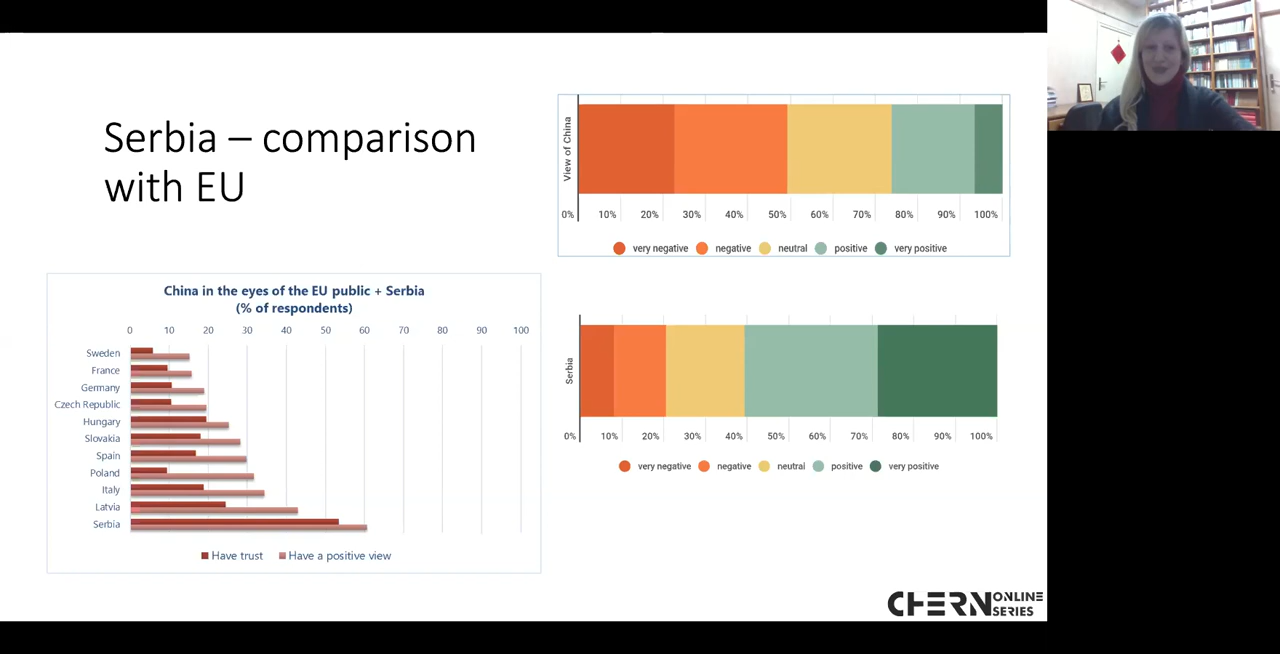 Serbia – comparison
with EU
China in the eyes of the EU public + Serbia
(% of respondents)
0 10 20 30 40 50 60 70 80 90 100
Sweden
France
Germany
Czech Republic
Hungary
Slovakia
Spain
Poland
Italy
Latvia
Serbia
Have trust Have a positive view
View of China
0% 10% 20% 30% 40% 50% 60% 70% 80% 90% 100%
very negative negative neutral positive very positive
Serbia
0% 10% 20% 30% 40% 50% 60% 70% 80% 90% 100%
very negative negative neutral positive very positive
CHERN ONLINE
SERIES